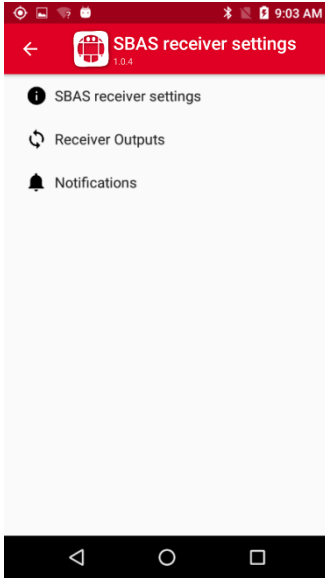 9:03 AM
SBAS receiver settings
1.0.4
SBAS receiver settings
Receiver Outputs
Notifications